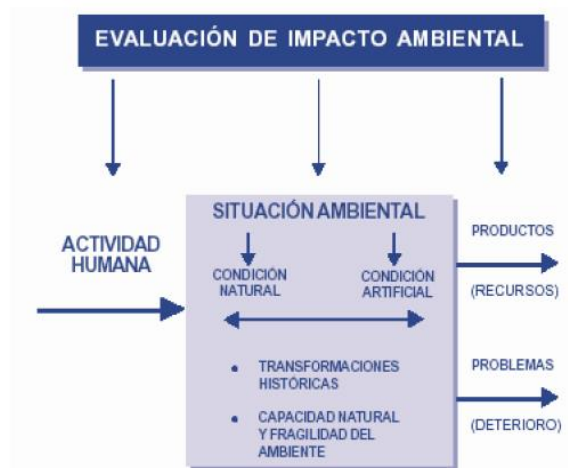 EVALUACIÓN DE IMPACTO AMBIENTAL
ACTIVIDAD
HUMANA
SITUACIÓN AMBIENTAL
CONDICIÓN
NATURAL
CONDICIÓN
ARTIFICIAL
• TRANSFORMACIONES
HISTÓRICAS
• CAPACIDAD NATURAL
Y FRAGILIDAD DEL
AMBIENTE
PRODUCTOS
(RECURSOS)
PROBLEMAS
(DETERIORO)